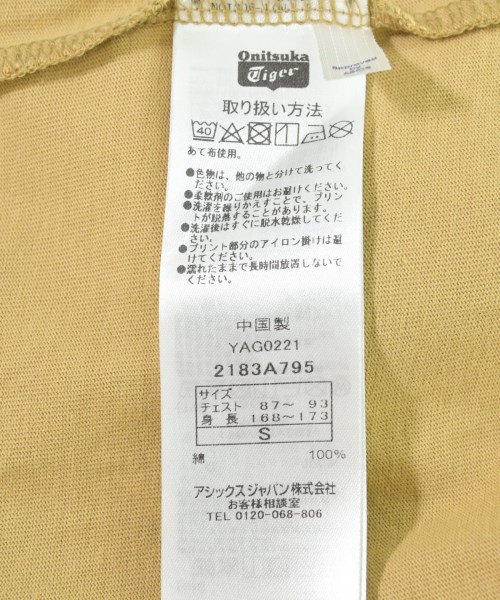 Onitsuka
Tiger
取り扱い方法
40
あて布使用。
●色物は、他の物と分けて洗ってく
ださい。
●柔軟剤のご使用はお避けください。
●洗濯を繰りかえすことで、プリン
トが脱落することがあります。
●洗濯後はすぐに脱水乾燥してくだ
さい。
●プリント部分のアイロン掛けは避
けてください。
●濡れたままで長時間放置しないで
ください。
中国製
YAG0221
2183A795
サイズ
チェスト 87～ 93
身 長 168～173
S
綿 100%
アシックスジャパン株式会社
お客様相談室
TEL 0120-068-806